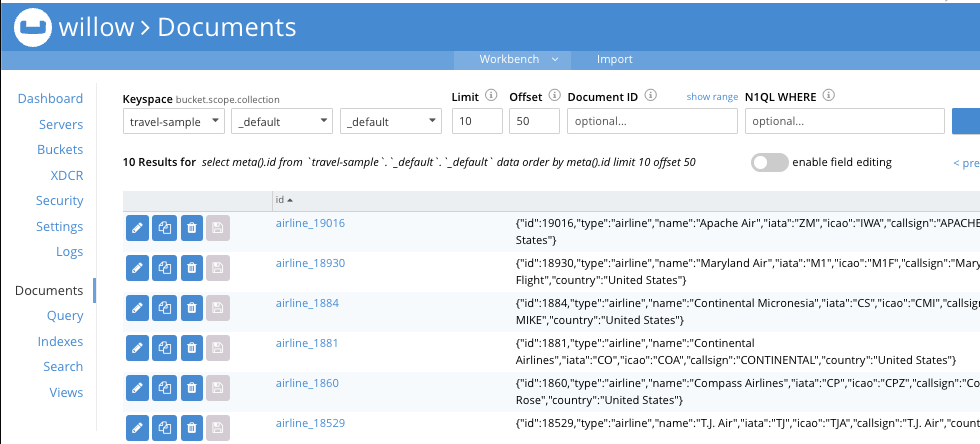 willow > Documents
Workbench Import
Dashboard
Servers
Buckets
XDCR
Security
Settings
Logs
Documents
Query
Indexes
Search
Views
Keyspace bucket.scope.collection
travel-sample _default _default
Limit
10
Offset
50
Document ID show range
optional...
N1QL WHERE
optional...
10 Results for select meta().id from `travel-sample`.`_default`.`_default` data order by meta().id limit 10 offset 50
enable field editing
< pre
id
airline_19016 {"id":19016,"type":"airline","name":"Apache Air","iata":"ZM","icao":"IWA","callsign":"APACHE
States"}
airline_18930 {"id":18930,"type":"airline","name":"Maryland Air","iata":"M1","icao":"M1F","callsign":"Mary
Flight","country":"United States"}
airline_1884 {"id":1884,"type":"airline","name":"Continental Micronesia","iata":"CS","icao":"CMI","callsig
MIKE","country":"United States"}
airline_1881 {"id":1881,"type":"airline","name":"Continental
Airlines","iata":"CO","icao":"COA","callsign":"CONTINENTAL","country":"United States"}
airline_1860 {"id":1860,"type":"airline","name":"Compass Airlines","iata":"CP","icao":"CPZ","callsign":"Co
Rose","country":"United States"}
airline_18529 {"id":18529,"type":"airline","name":"T.J. Air","iata":"TJ","icao":"TJA","callsign":"T.J. Air","coun